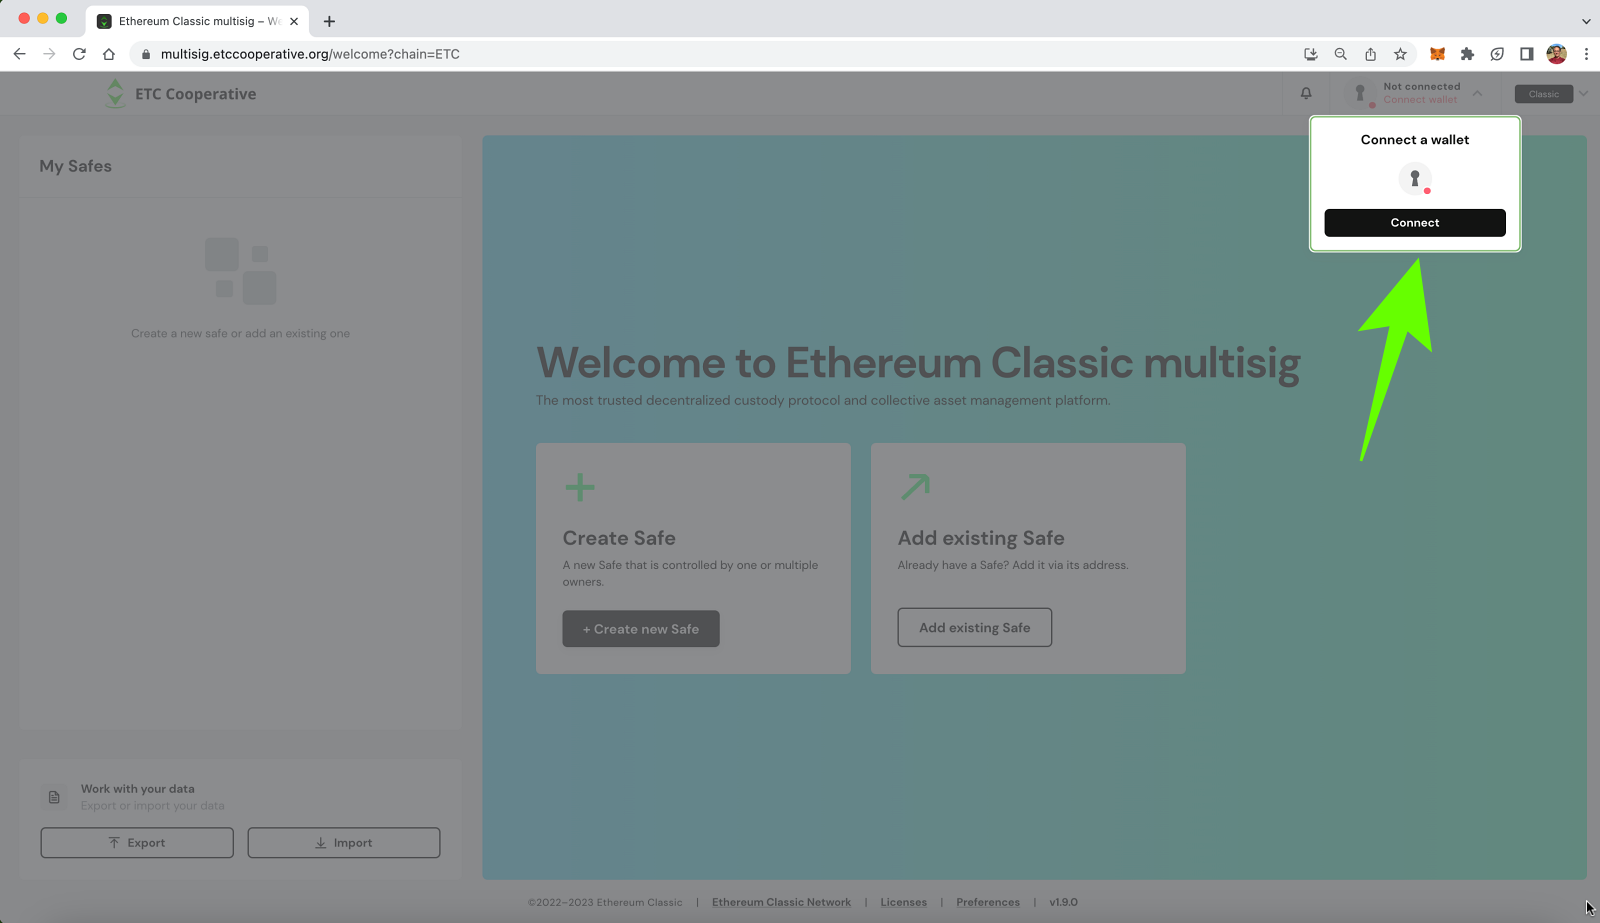 Ethereum Classic multisig – We
multisig.etccooperative.org/welcome?chain=ETC
ETC Cooperative
Not connected
Connect wallet
Classic
Connect a wallet
Connect
My Safes
Create a new safe or add an existing one
Welcome to Ethereum Classic multisig
The most trusted decentralized custody protocol and collective asset management platform.
Create Safe
A new Safe that is controlled by one or multiple
owners.
+ Create new Safe
Add existing Safe
Already have a Safe? Add it via its address.
Add existing Safe
Work with your data
Export or import your data
Export
Import
©2022–2023 Ethereum Classic | Ethereum Classic Network | Licenses | Preferences | v1.9.0